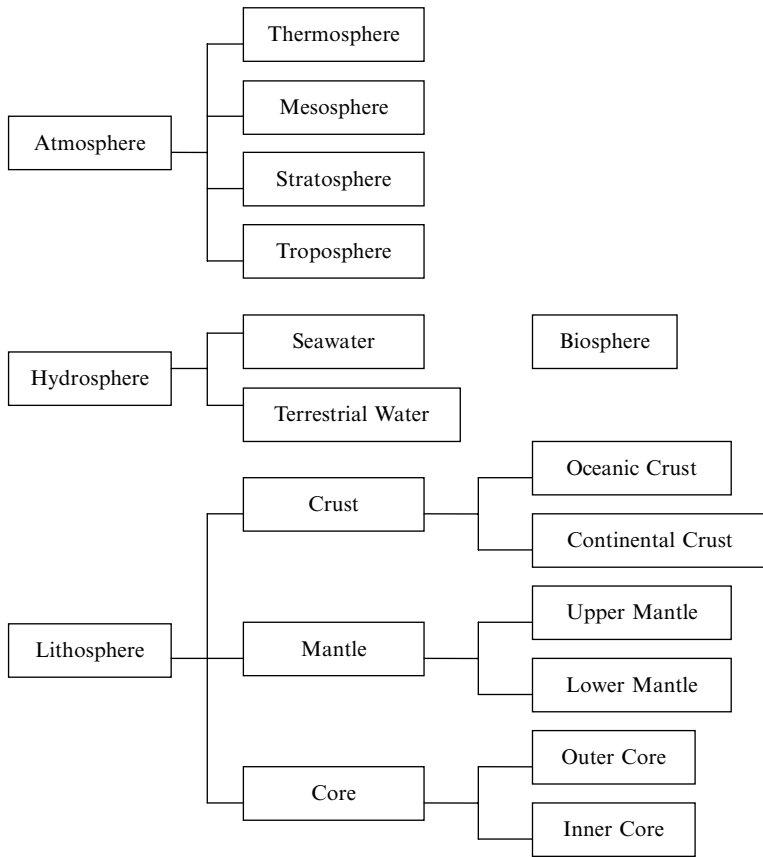 Atmosphere
Thermosphere
Mesosphere
Stratosphere
Troposphere
Hydrosphere
Seawater
Terrestrial Water
Biosphere
Lithosphere
Crust
Oceanic Crust
Continental Crust
Mantle
Upper Mantle
Lower Mantle
Core
Outer Core
Inner Core